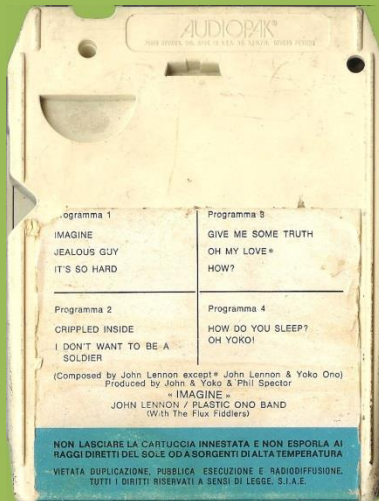 AUDIOPAK®
Programma 1
IMAGINE
JEALOUS GUY
IT'S SO HARD
Programma 3
GIVE ME SOME TRUTH
OH MY LOVE*
HOW?
Programma 2
CRIPPLED INSIDE
I DON'T WANT TO BE A
SOLDIER
Programma 4
HOW DO YOU SLEEP?
OH YOKO!
(Composed by John Lennon except* John Lennon & Yoko Ono)
Produced by John & Yoko & Phil Spector
« IMAGINE »
JOHN LENNON / PLASTIC ONO BAND
(With The Flux Fiddlers)
NON LASCIARE LA CARTUCCIA INNESTATA E NON ESPORLA AI
RAGGI DIRETTI DEL SOLE OD A SORGENTI DI ALTA TEMPERATURA
VIETATA DUPLICAZIONE, PUBBLICA ESECUZIONE E RADIODIFFUSIONE.
TUTTI I DIRITTI RISERVATI A SENSI DI LEGGE. S.I.A.E.